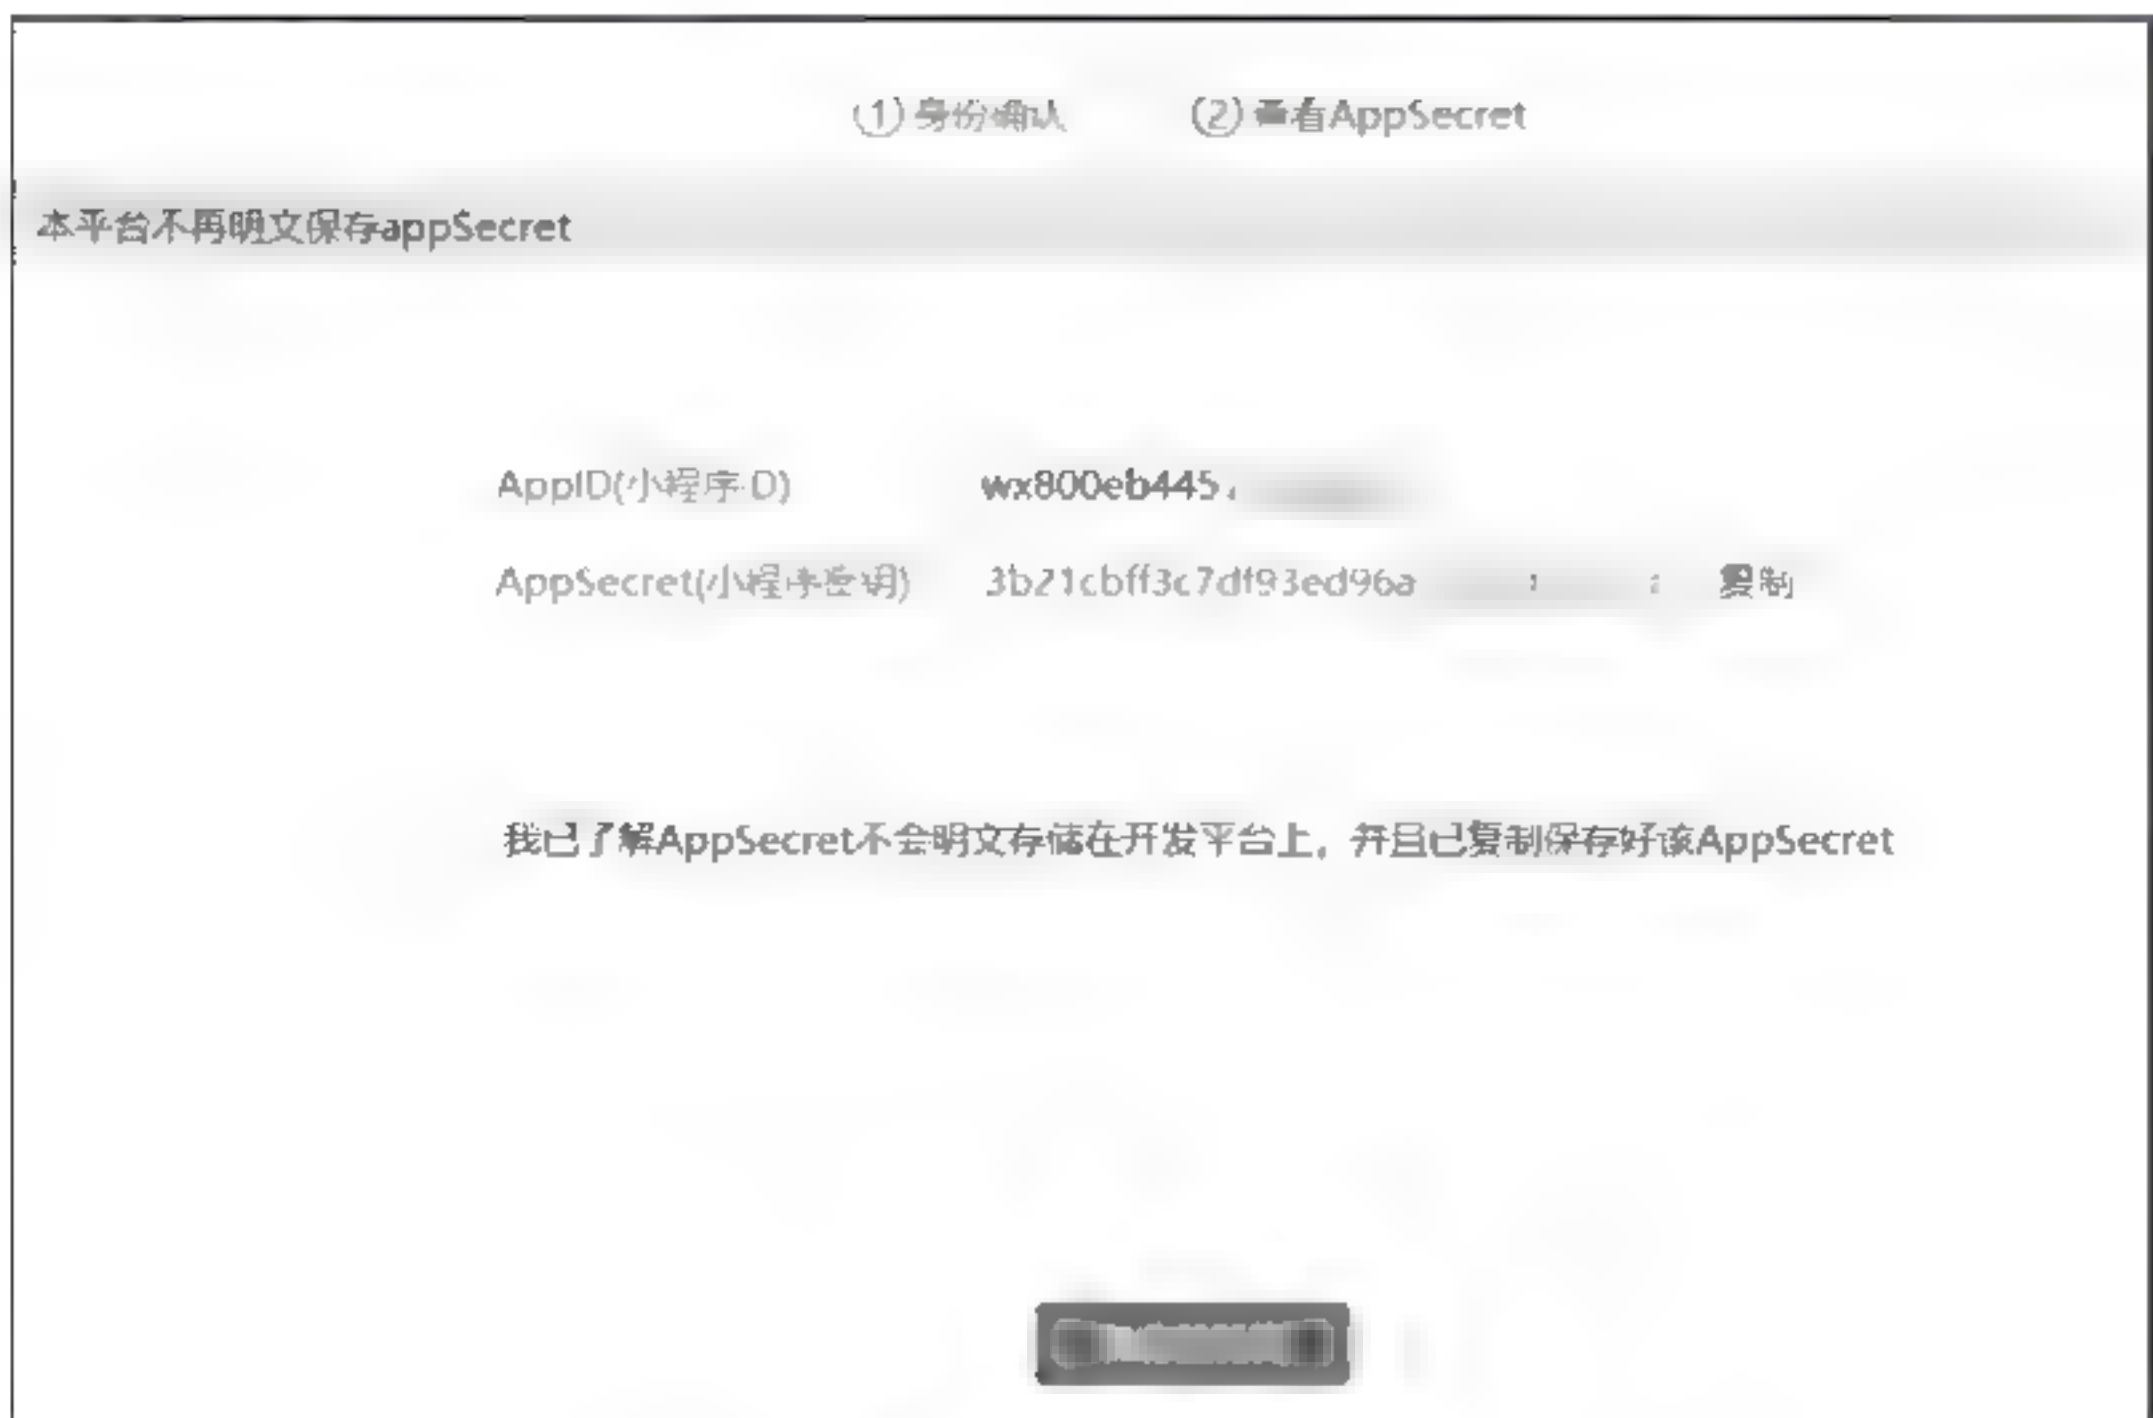 ①身份确认 ②查看AppSecret
本平台不再明文保存appSecret
AppID(小程序ID) wx800eb445
AppSecret(小程序密钥) 3b21cbff3c7df93ed96a 复制
我已了解AppSecret不会明文存储在开发平台上，并且已复制保存好该AppSecret